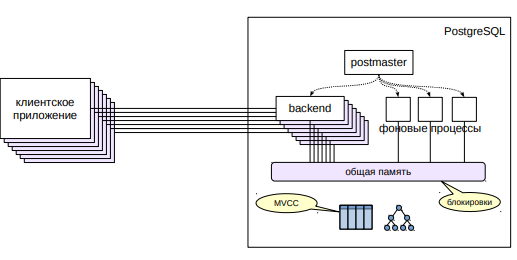 PostgreSQL
postmaster
клиентское
приложение
backend
фоновые процессы
общая память
MVCC
блокировки